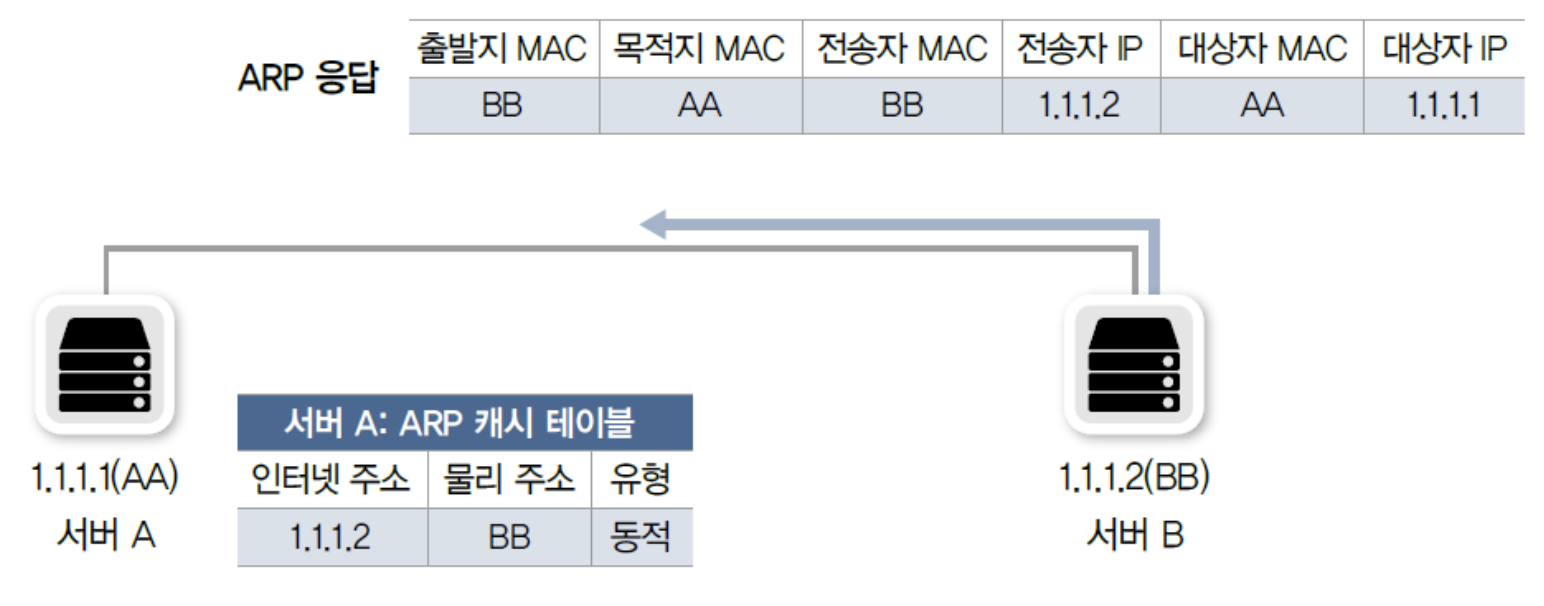 ARP 응답
출발지 MAC 목적지 MAC 전송자 MAC 전송자 IP 대상자 MAC 대상자 IP
BB AA BB 1.1.1.2 AA 1.1.1.1
서버 A: ARP 캐시 테이블
인터넷 주소 물리 주소 유형
1.1.1.2 BB 동적
1.1.1.1(AA)
서버 A
1.1.1.2(BB)
서버 B